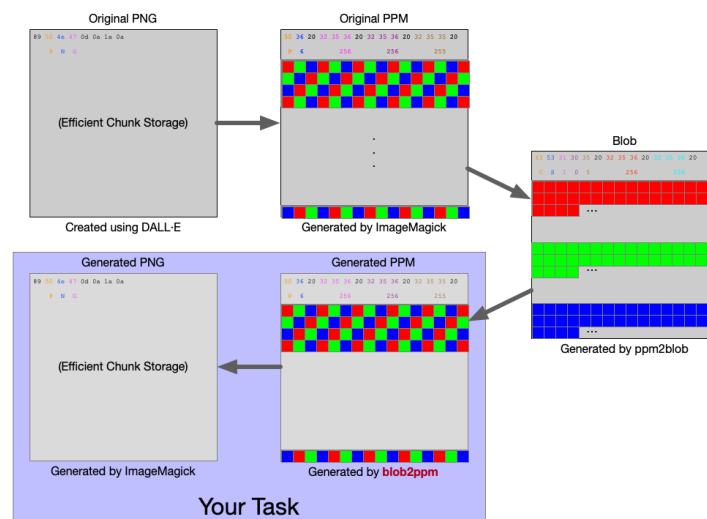 Original PNG
89 50 4e 47 0d 0a 1a 0a
P N G
(Efficient Chunk Storage)
Created using DALL·E
Original PPM
50 36 20 32 35 36 20 32 35 36 20 32 35 35 20
P 6 256 256 255
.
.
.
Generated by ImageMagick
Blob
43 53 31 30 35 20 32 35 36 20 32 35 36 20
C S 1 0 5 256 256
...
...
...
Generated by ppm2blob
Generated PNG
89 50 4e 47 0d 0a 1a 0a
P N G
(Efficient Chunk Storage)
Generated by ImageMagick
Generated PPM
50 36 20 32 35 36 20 32 35 36 20 32 35 35 20
P 6 256 256 255
Generated by blob2ppm
Your Task